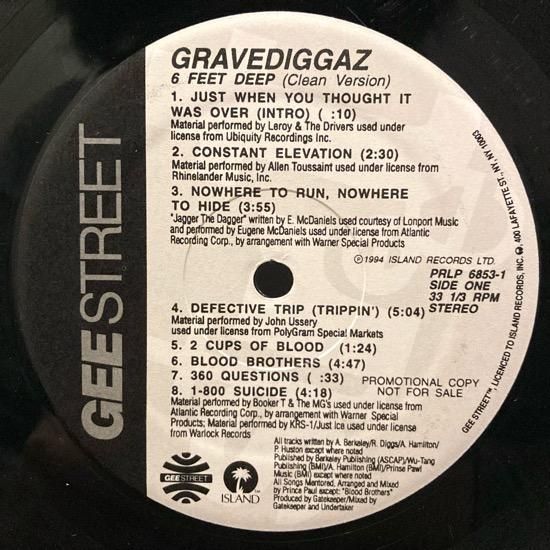 GRAVEDIGGAZ
6 FEET DEEP (Clean Version)
1. JUST WHEN YOU THOUGHT IT
WAS OVER (INTRO) ( :10)
Material performed by Leroy & The Drivers used under
license from Ubiquity Recordings Inc.
2. CONSTANT ELEVATION (2:30)
Material performed by Allen Toussaint used under license from
Rhinelander Music, Inc.
3. NOWHERE TO RUN, NOWHERE
TO HIDE (3:55)
"Jagger The Dagger" written by E. McDaniels used courtesy of Lonport Music
and performed by Eugene McDaniels used under license from Atlantic
Recording Corp., by arrangement with Warner Special Products
℗©1994 ISLAND RECORDS LTD.
PRLP 6853-1
SIDE ONE
33 1/3 RPM
STEREO
4. DEFECTIVE TRIP (TRIPPIN') (5:04)
Material performed by John Ussery
used under license from PolyGram Special Markets
5. 2 CUPS OF BLOOD (1:24)
6. BLOOD BROTHERS (4:47)
7. 360 QUESTIONS ( :33)
8. 1-800 SUICIDE (4:18)
PROMOTIONAL COPY
NOT FOR SALE
Material performed by Booker T & The MG's used under license from
Atlantic Recording Corp., by arrangement with Warner Special
Products; Material performed by KRS-1/Just Ice used under license
from Warlock Records
All tracks written by A. Berkeley/R. Diggs/A. Hamilton/
P. Huston except where noted
Published by Berkeley Publishing (ASCAP)/Wu-Tang
Publishing (BMI)/A. Hamilton (BMI)/Prince Pawl
Music (BMI) except where noted
All Songs Mentored, Arranged and Mixed
by Prince Paul except: "Blood Brothers"
Produced by Gatekeeper/Mixed by
Gatekeeper and Undertaker
GEE STREET
GEE STREET
ISLAND™
GEE STREET™, LICENCED TO ISLAND RECORDS, INC. 400 LAFAYETTE ST., NY, NY 10003